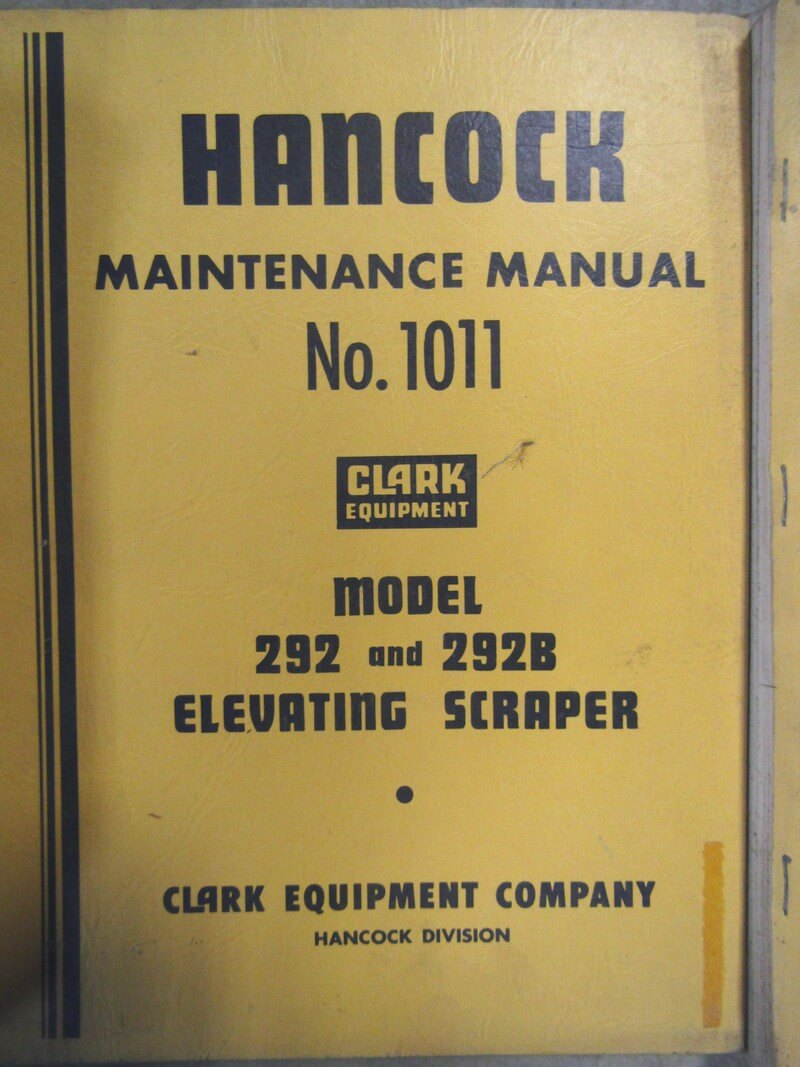 HANCOCK
MAINTENANCE MANUAL
No. 1011
CLARK
EQUIPMENT
MODEL
292 and 292B
ELEVATING SCRAPER
CLARK EQUIPMENT COMPANY
HANCOCK DIVISION